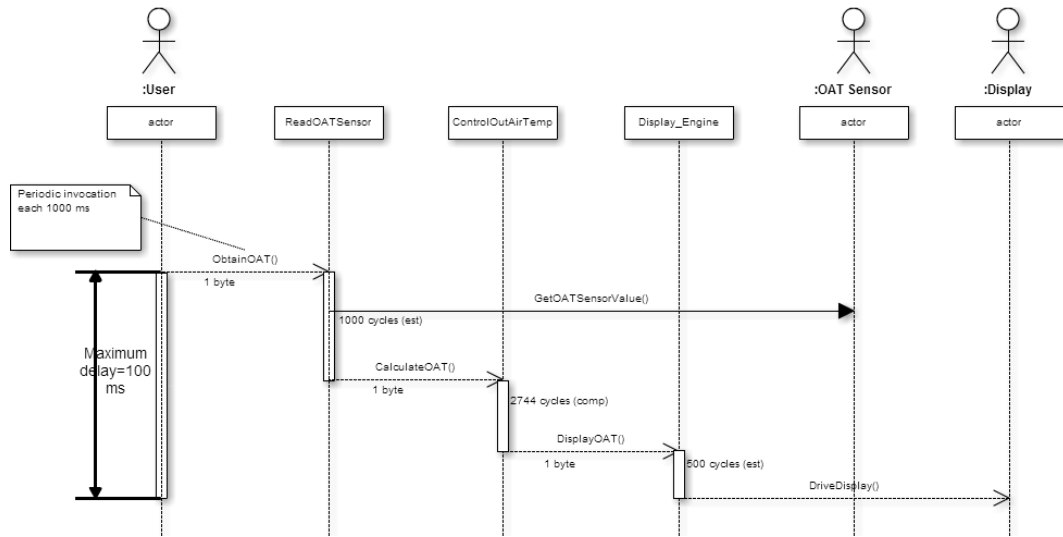 :User
:OAT Sensor
:Display
actor
ReadOATSensor
ControlOutAirTemp
Display_Engine
actor
actor
Periodic invocation
each 1000 ms
ObtainOAT()
1 byte
GetOATSensorValue()
1000 cycles (est)
Maximum
delay=100
ms
CalculateOAT()
1 byte
2744 cycles (comp)
DisplayOAT()
1 byte
500 cycles (est)
DriveDisplay()